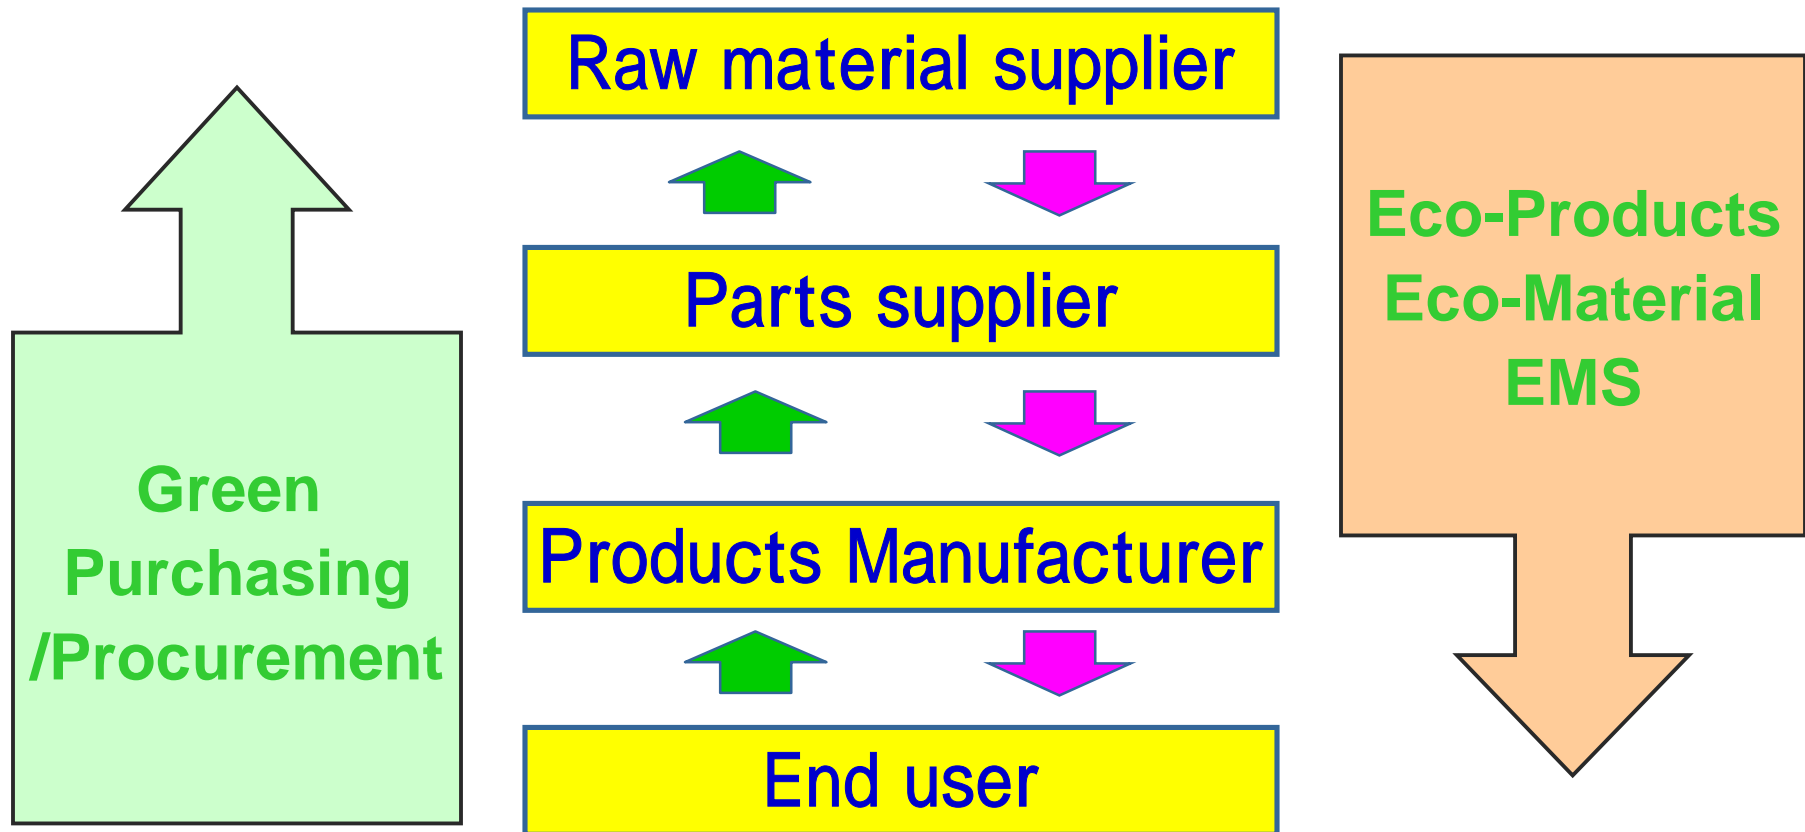 Raw material supplier
Parts supplier
Products Manufacturer
End user
Green
Purchasing
/Procurement
Eco-Products
Eco-Material
EMS